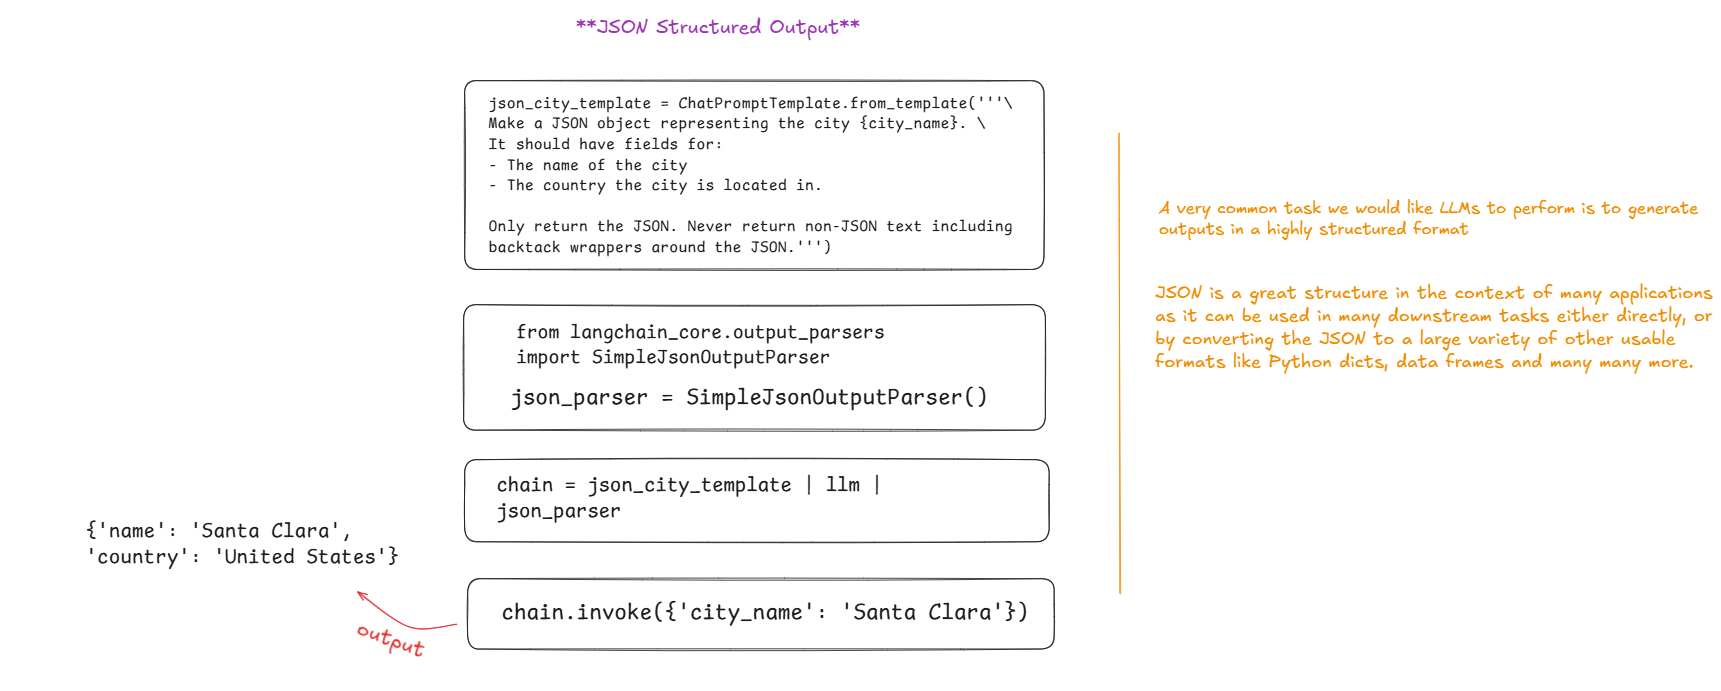 **JSON Structured Output**
json_city_template = ChatPromptTemplate.from_template('''\
Make a JSON object representing the city {city_name}. \
It should have fields for:
- The name of the city
- The country the city is located in.
Only return the JSON. Never return non-JSON text including
backtack wrappers around the JSON.''')
from langchain_core.output_parsers
import SimpleJsonOutputParser
json_parser = SimpleJsonOutputParser()
chain = json_city_template | llm |
json_parser
chain.invoke({'city_name': 'Santa Clara'})
output
{'name': 'Santa Clara',
'country': 'United States'}
A very common task we would like LLMs to perform is to generate
outputs in a highly structured format
JSON is a great structure in the context of many applications
as it can be used in many downstream tasks either directly, or
by converting the JSON to a large variety of other usable
formats like Python dicts, data frames and many many more.